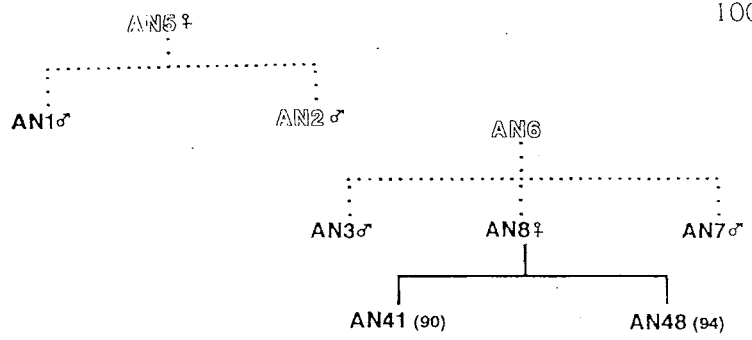 100
AN5♀
AN1♂ AN2♂
AN6
AN3♂ AN8♀ AN7♂
AN41 (90) AN48 (94)